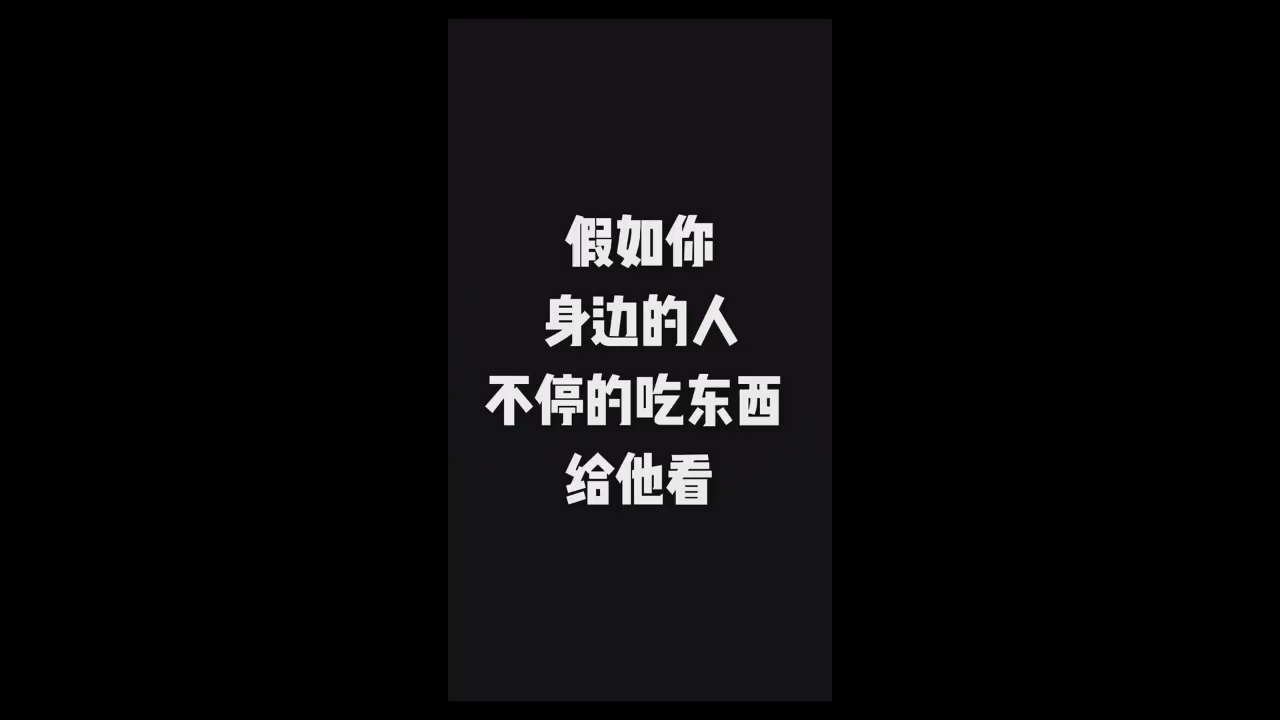 假如你
身边的人
不停的吃东西
给他看